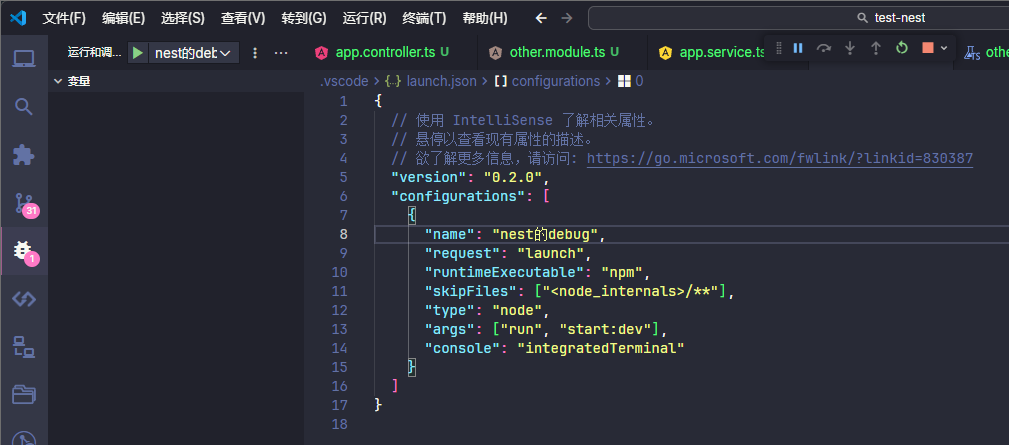 文件(F) 编辑(E) 选择(S) 查看(V) 转到(G) 运行(R) 终端(T) 帮助(H) test-nest
运行和调... nest的deb app.controller.ts U other.module.ts U app.service.ts TS othe
变量
.vscode > {..} launch.json > [ ] configurations > 0
1 {
2 // 使用 IntelliSense 了解相关属性。
3 // 悬停以查看现有属性的描述。
4 // 欲了解更多信息，请访问: https://go.microsoft.com/fwlink/?linkid=830387
5 "version": "0.2.0",
6 "configurations": [
7 {
8 "name": "nest的debug",
9 "request": "launch",
10 "runtimeExecutable": "npm",
11 "skipFiles": ["<node_internals>/**"],
12 "type": "node",
13 "args": ["run", "start:dev"],
14 "console": "integratedTerminal"
15 }
16 ]
17 }
18
31
1